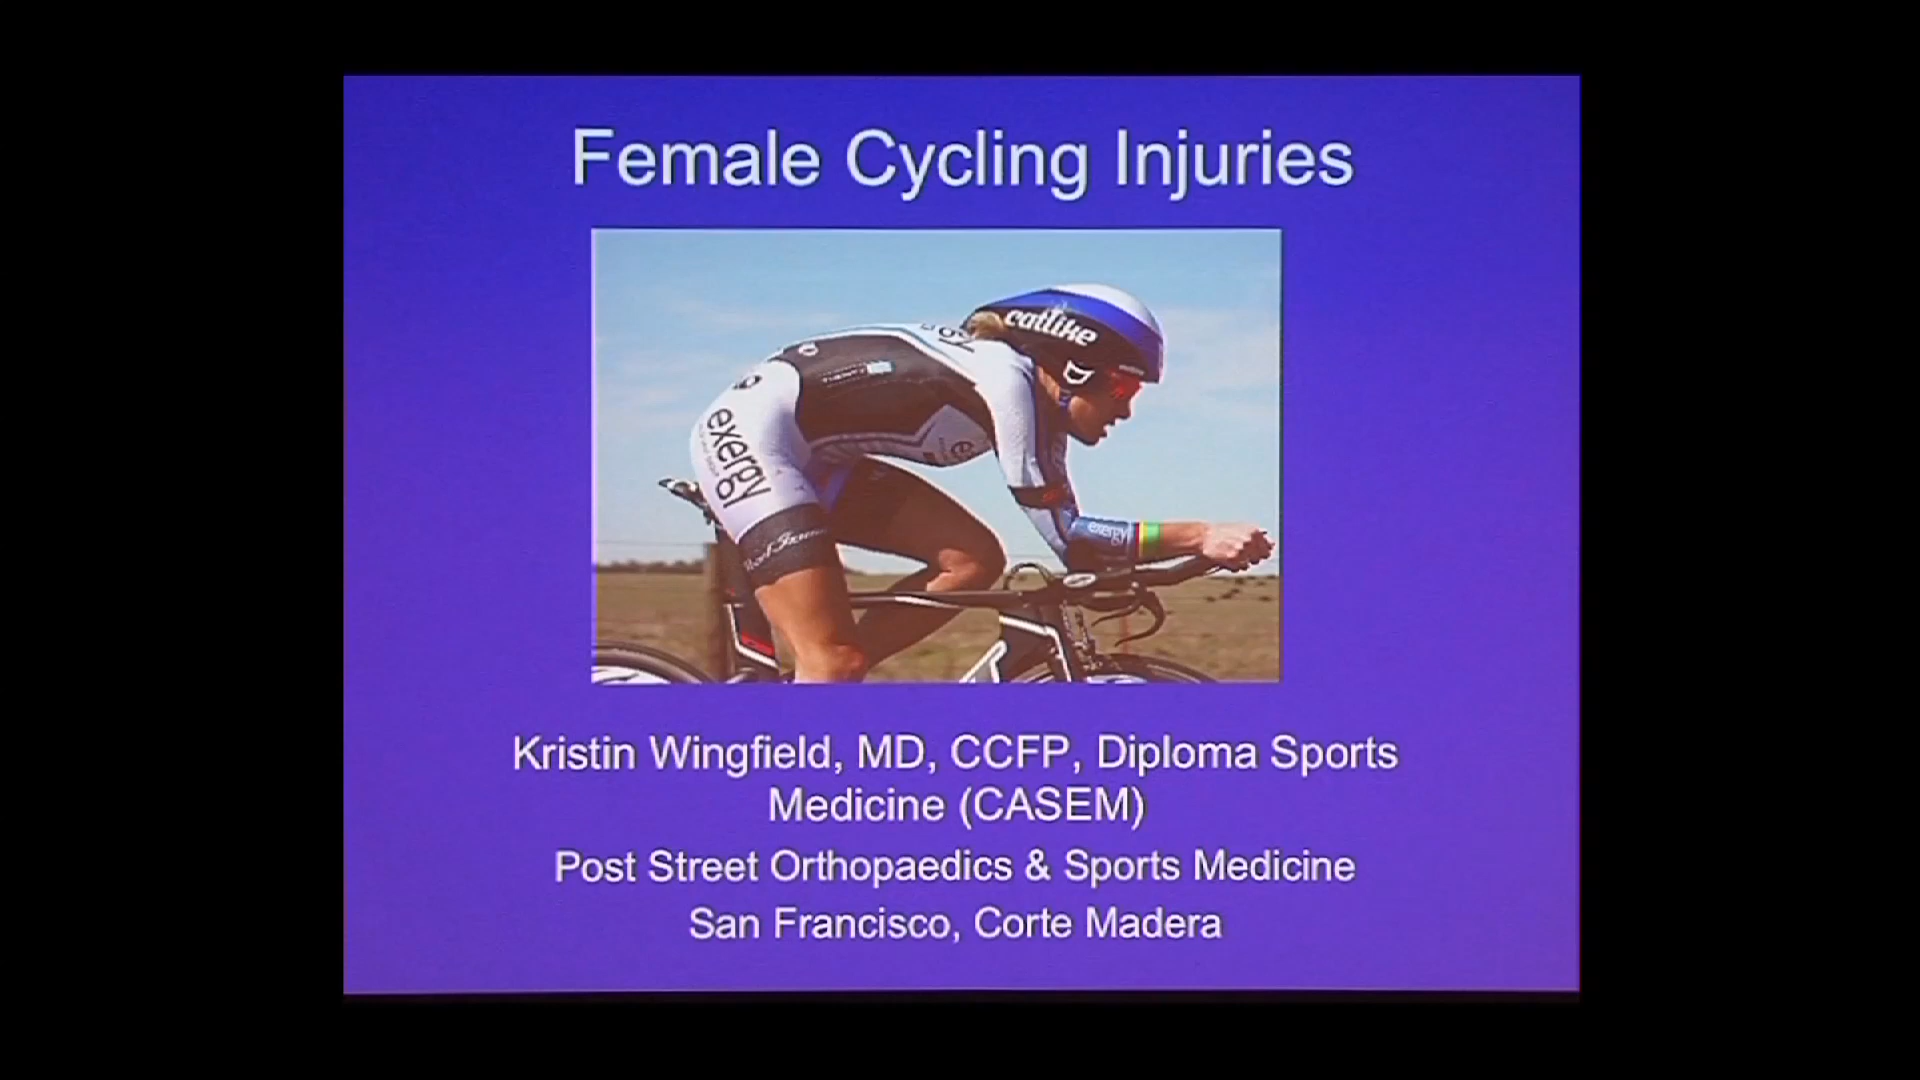 Female Cycling Injuries
catlike
exergy
exergy
Kristin Wingfield, MD, CCFP, Diploma Sports
Medicine (CASEM)
Post Street Orthopaedics & Sports Medicine
San Francisco, Corte Madera